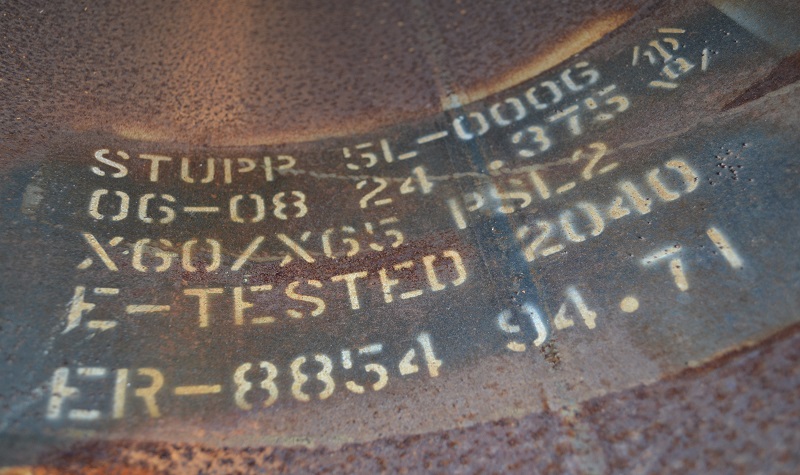 STUPP 5L-0006
06-08 24 .375
X60/X65 PSL2
E-TESTED 2040
ER-8854 94.71